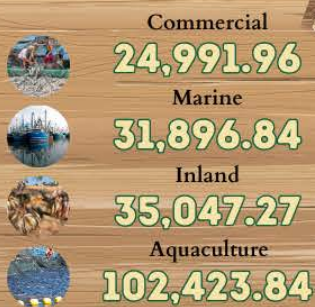 Commercial
24,991.96
Marine
31,896.84
Inland
35,047.27
Aquaculture
102,423.84